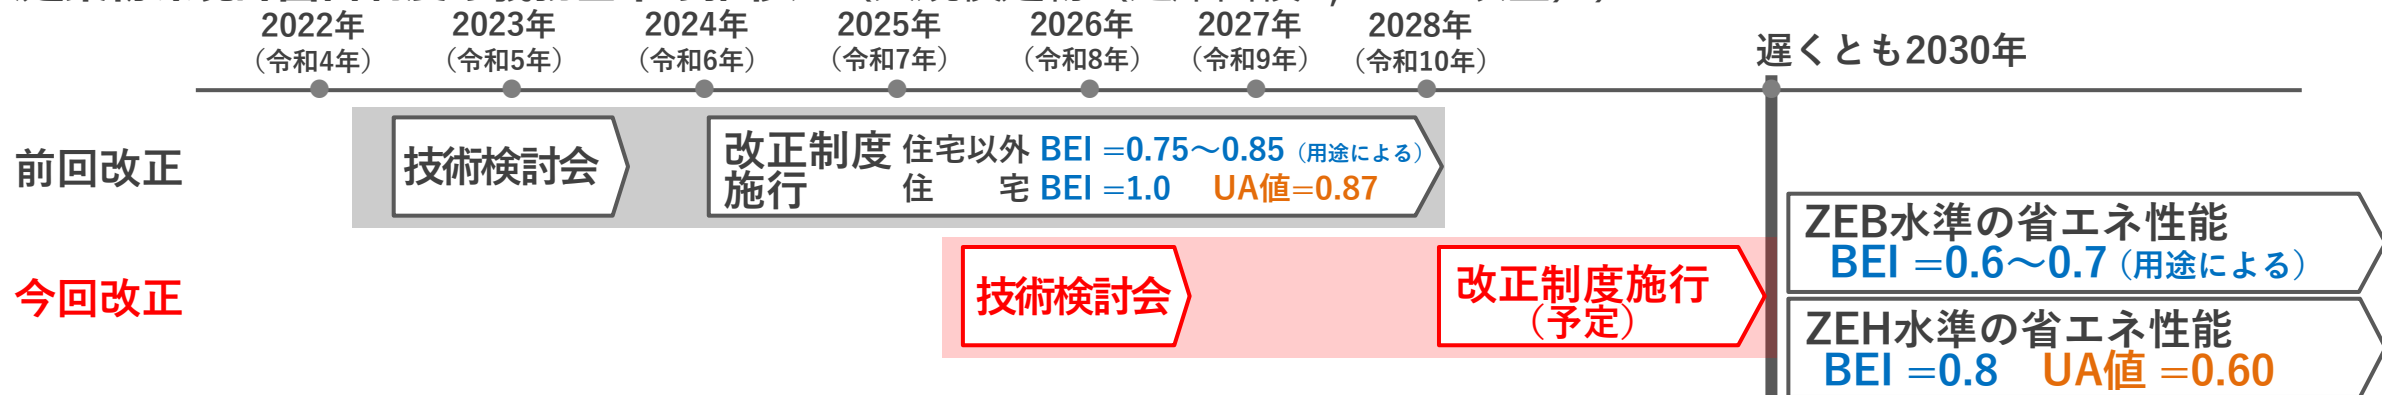 2022年 2023年 2024年 2025年 2026年 2027年 2028年
（令和4年） （令和5年） （令和6年） （令和7年） （令和8年） （令和9年） （令和10年）
遅くとも2030年
前回改正
技術検討会
改正制度
施行
住宅以外 BEI =0.75～0.85（用途による）
住　宅 BEI =1.0 UA値=0.87
今回改正
技術検討会
改正制度施行
（予定）
ZEB水準の省エネ性能
BEI =0.6～0.7（用途による）
ZEH水準の省エネ性能
BEI =0.8 UA値 =0.60